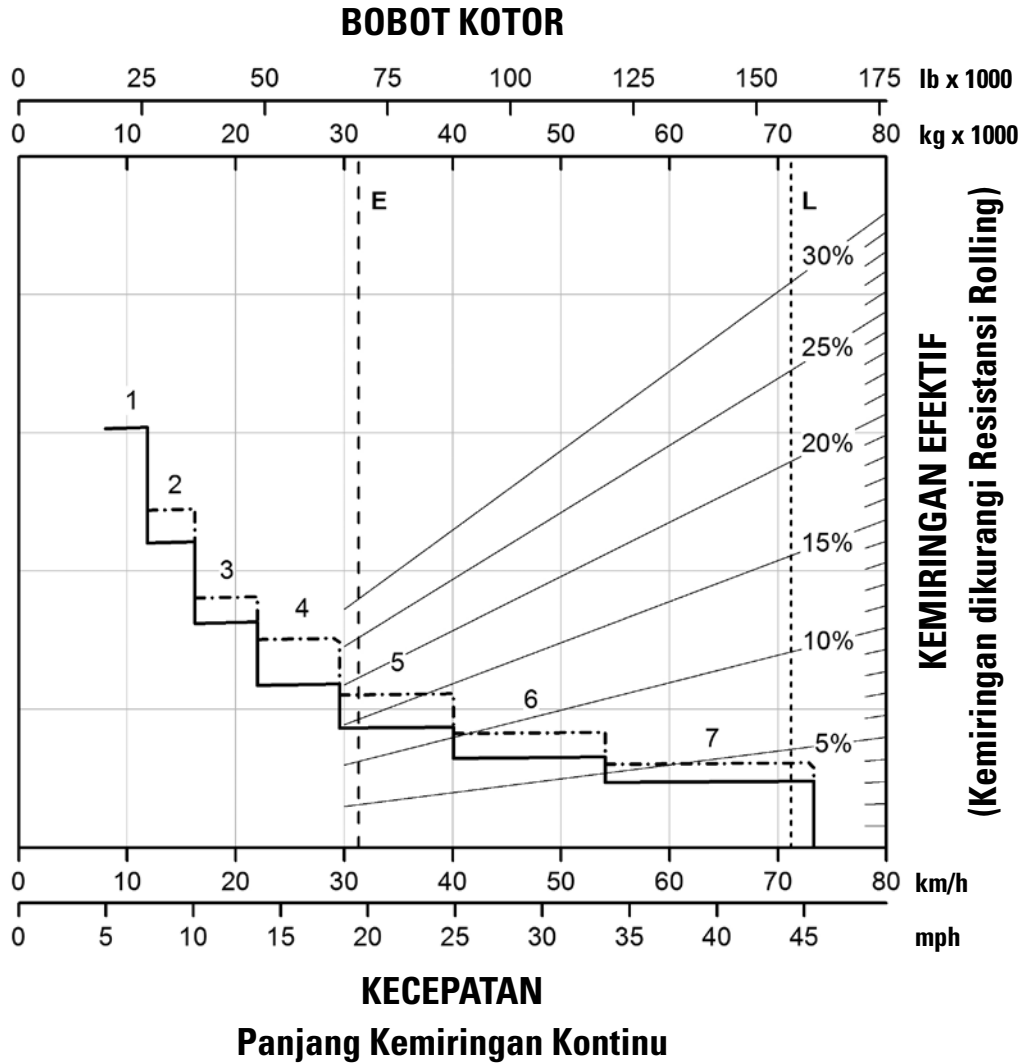 BOBOT KOTOR
0 25 50 75 100 125 150 175 lb x 1000
0 10 20 30 40 50 60 70 80 kg x 1000
E
L
30%
25%
20%
15%
10%
5%
1
2
3
4
5
6
7
KEMIRINGAN EFEKTIF
(Kemiringan dikurangi Resistansi Rolling)
0 10 20 30 40 50 60 70 80 km/h
0 5 10 15 20 25 30 35 40 45 mph
KECEPATAN
Panjang Kemiringan Kontinu